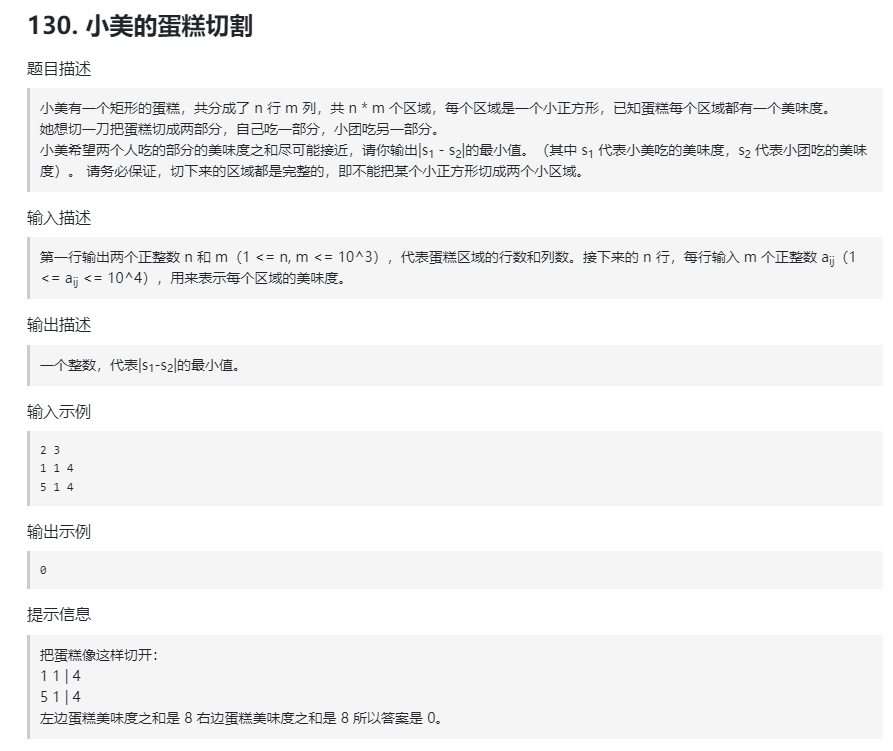 130. 小美的蛋糕切割
题目描述
小美有一个矩形的蛋糕，共分成了 n 行 m 列，共 n * m 个区域，每个区域是一个小正方形，已知蛋糕每个区域都有一个美味度。
她想切一刀把蛋糕切成两部分，自己吃一部分，小团吃另一部分。
小美希望两个人吃的部分的美味度之和尽可能接近，请你输出|s₁ - s₂|的最小值。（其中 s₁ 代表小美吃的美味度，s₂ 代表小团吃的美味
度）。 请务必保证，切下来的区域都是完整的，即不能把某个小正方形切成两个小区域。
输入描述
第一行输出两个正整数 n 和 m（1 <= n, m <= 10^3），代表蛋糕区域的行数和列数。接下来的 n 行，每行输入 m 个正整数 aᵢⱼ（1
<= aᵢⱼ <= 10^4），用来表示每个区域的美味度。
输出描述
一个整数，代表|s₁-s₂|的最小值。
输入示例
2 3
1 1 4
5 1 4
输出示例
0
提示信息
把蛋糕像这样切开：
1 1 | 4
5 1 | 4
左边蛋糕美味度之和是 8 右边蛋糕美味度之和是 8 所以答案是 0。